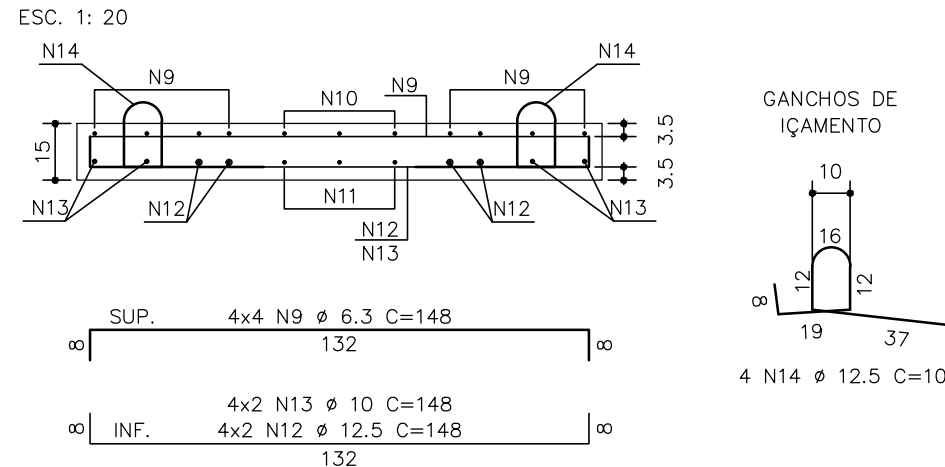 ESC. 1: 20
N14
N14
N9
N9
N9
N10
15
3.5
3.5
N13
N12
N11
N12
N13
N12
N13
SUP. 4x4 N9 ø 6.3 C=148
8
132
8
4x2 N13 ø 10 C=148
8
INF. 4x2 N12 ø 12.5 C=148
8
132
GANCHOS DE
IÇAMENTO
10
16
12
12
8
19
37
4 N14 ø 12.5 C=10